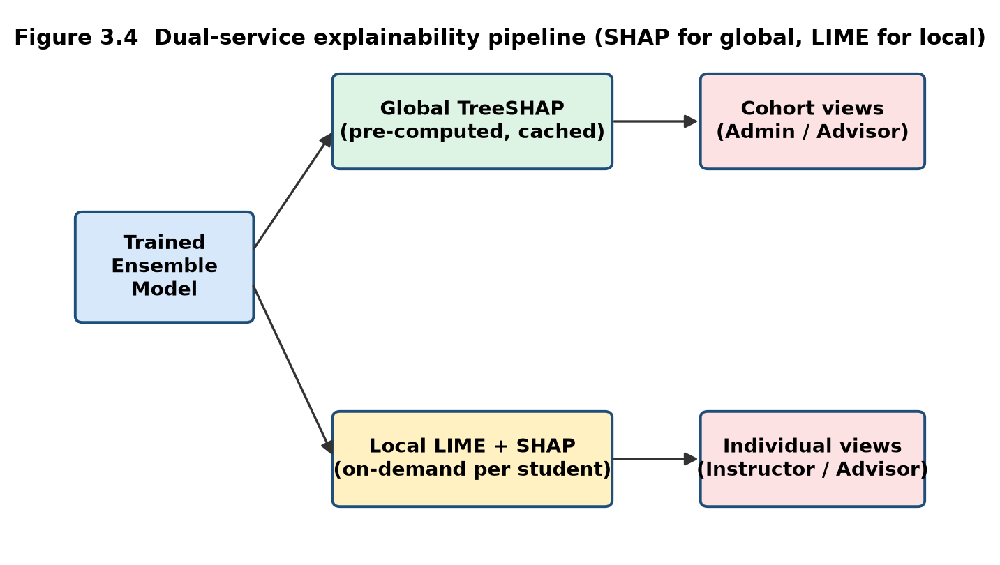 Figure 3.4  Dual-service explainability pipeline (SHAP for global, LIME for local)
Global TreeSHAP
(pre-computed, cached)
Cohort views
(Admin / Advisor)
Trained
Ensemble
Model
Local LIME + SHAP
(on-demand per student)
Individual views
(Instructor / Advisor)